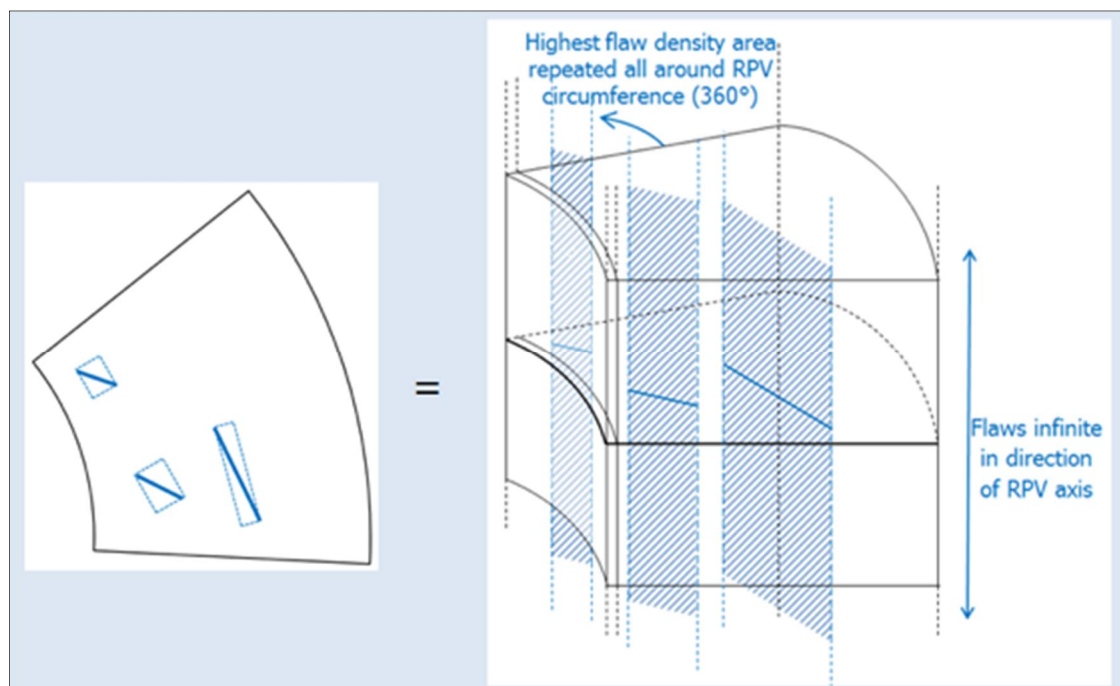 Highest flaw density area
repeated all around RPV
circumference (360°)
=
Flaws infinite
in direction
of RPV axis